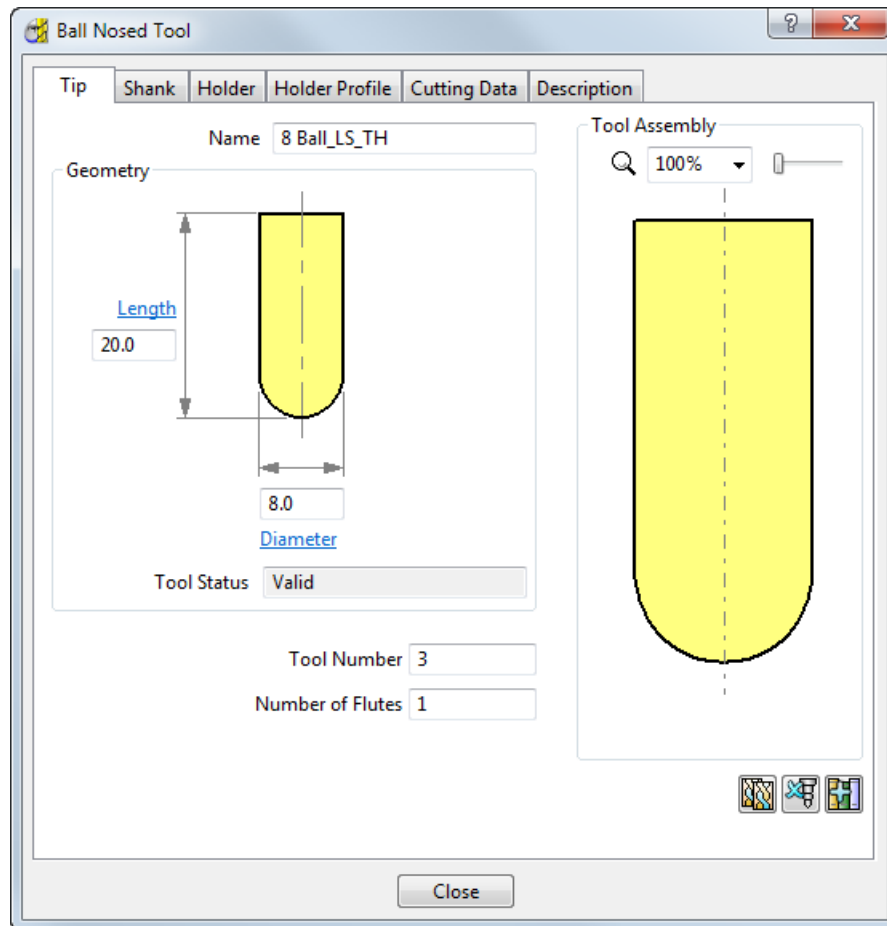 Ball Nosed Tool
?
X
Tip Shank Holder Holder Profile Cutting Data Description
Name 8 Ball_LS_TH
Tool Assembly
100%
Geometry
Length
20.0
8.0
Diameter
Tool Status Valid
Tool Number 3
Number of Flutes 1
Close